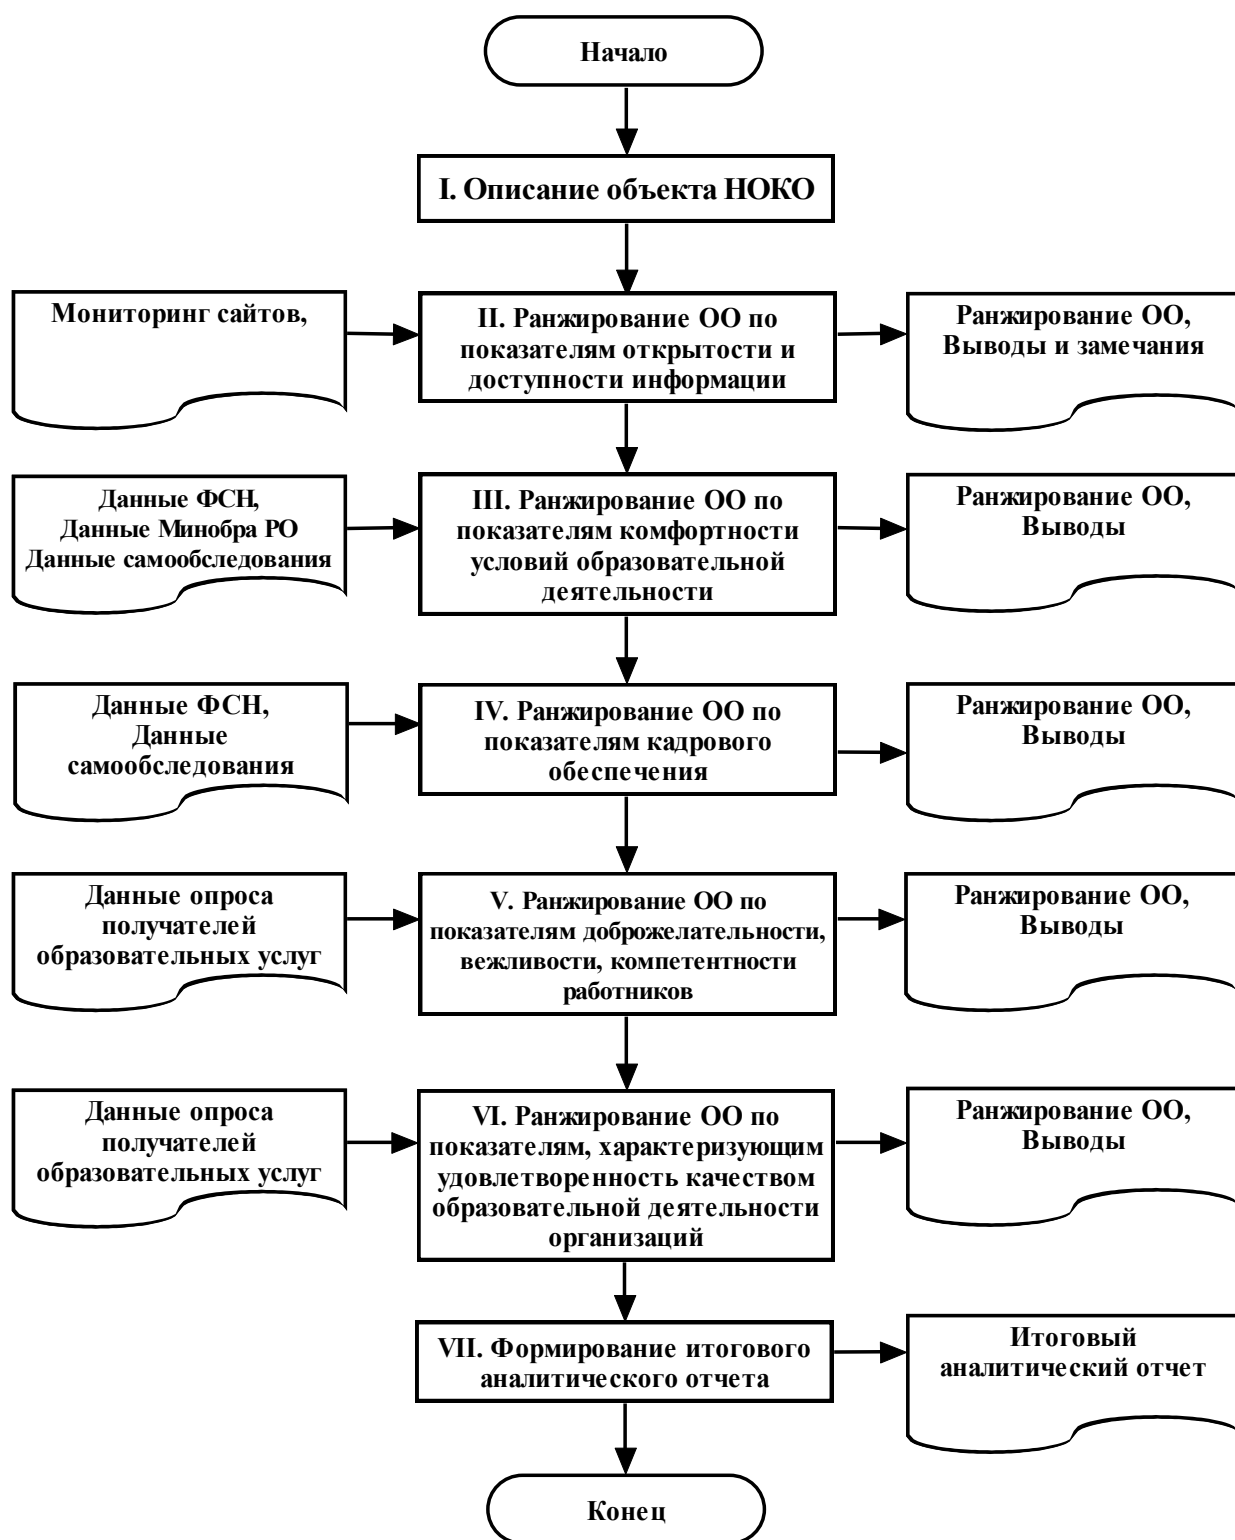 Начало
I. Описание объекта НОКО
Мониторинг сайтов,
II. Ранжирование ОО по
показателям открытости и
доступности информации
Ранжирование ОО,
Выводы и замечания
Данные ФСН,
Данные Минобра РО
Данные самообследования
III. Ранжирование ОО по
показателям комфортности
условий образовательной
деятельности
Ранжирование ОО,
Выводы
Данные ФСН,
Данные
самообследования
IV. Ранжирование ОО по
показателям кадрового
обеспечения
Ранжирование ОО,
Выводы
Данные опроса
получателей
образовательных услуг
V. Ранжирование ОО по
показателям доброжелательности,
вежливости, компетентности
работников
Ранжирование ОО,
Выводы
Данные опроса
получателей
образовательных услуг
VI. Ранжирование ОО по
показателям, характеризующим
удовлетворенность качеством
образовательной деятельности
организаций
Ранжирование ОО,
Выводы
VII. Формирование итогового
аналитического отчета
Итоговый
аналитический отчет
Конец